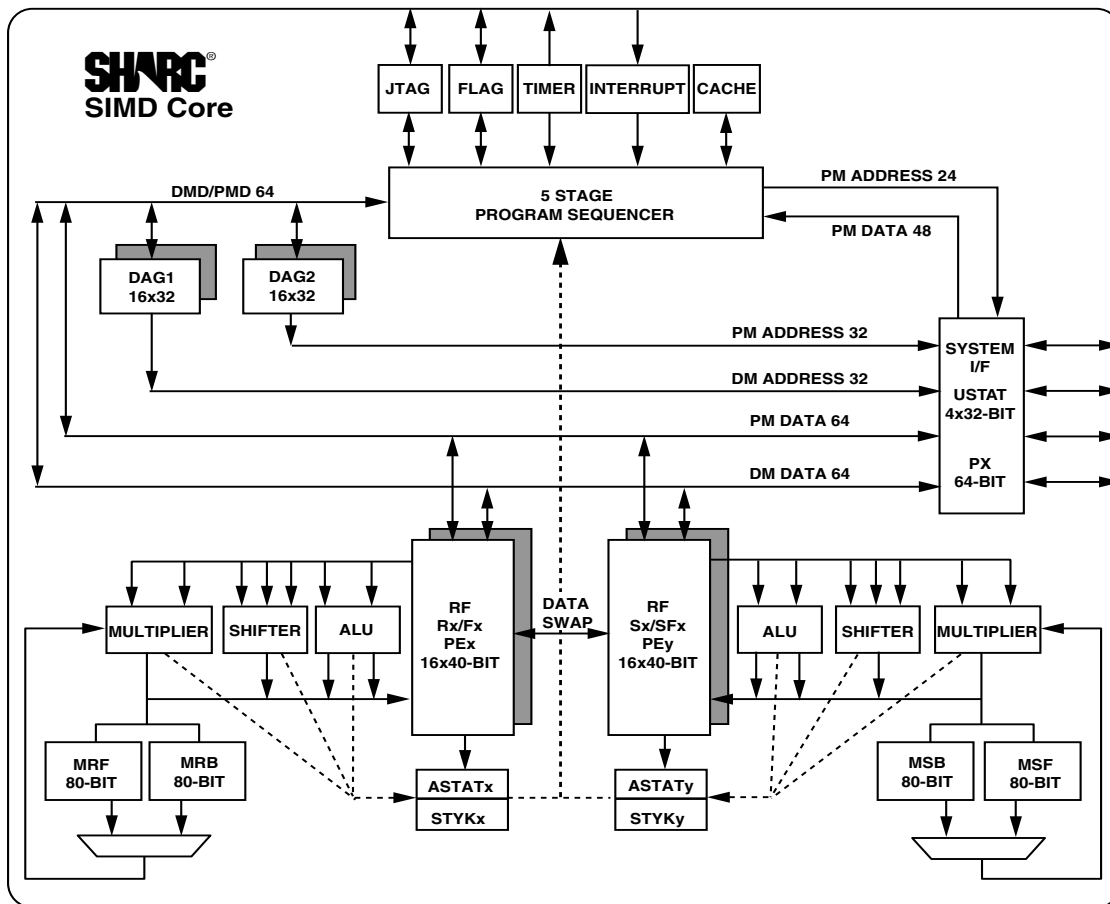 SHARC®
SIMD Core
JTAG
FLAG
TIMER
INTERRUPT
CACHE
5 STAGE
PROGRAM SEQUENCER
DMD/PMD 64
PM ADDRESS 24
PM DATA 48
DAG1
16x32
DAG2
16x32
PM ADDRESS 32
DM ADDRESS 32
PM DATA 64
DM DATA 64
SYSTEM
I/F
USTAT
4x32-BIT
PX
64-BIT
MULTIPLIER
SHIFTER
ALU
RF
Rx/Fx
PEx
16x40-BIT
DATA
SWAP
RF
Sx/SFx
PEy
16x40-BIT
ALU
SHIFTER
MULTIPLIER
MRF
80-BIT
MRB
80-BIT
ASTATx
STYKx
ASTATy
STYKy
MSB
80-BIT
MSF
80-BIT